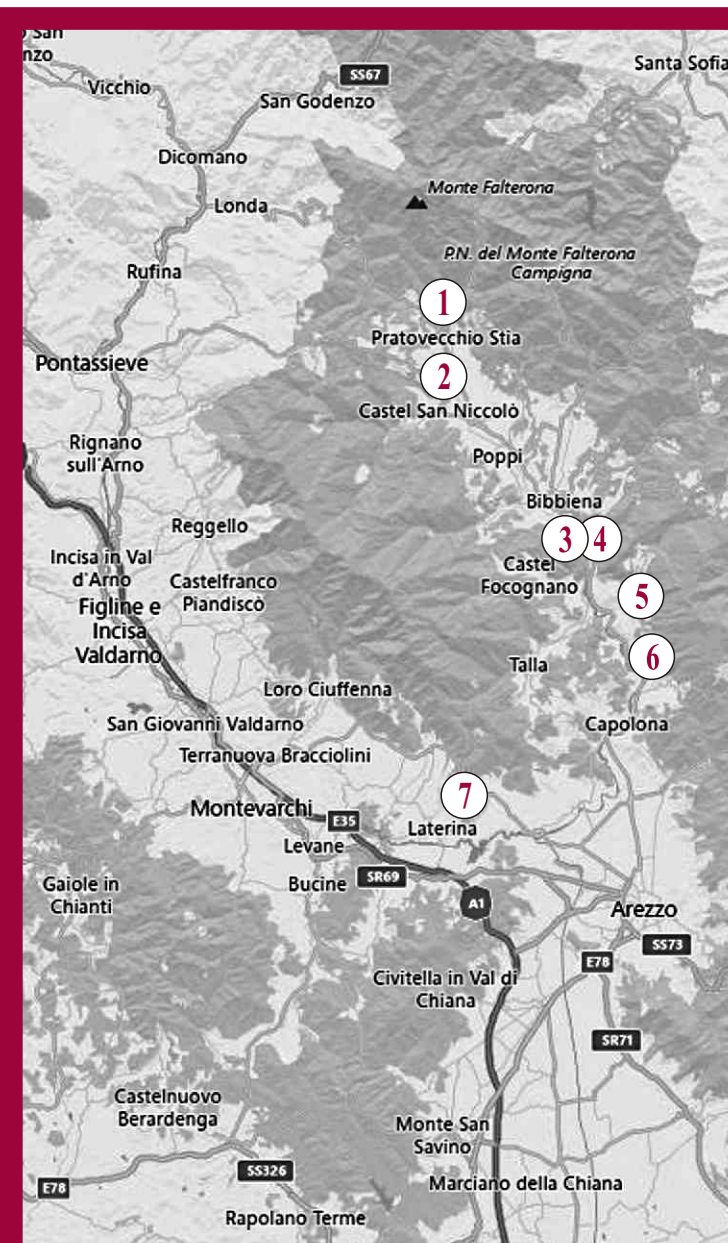 San
nzo
Vicchio
SS67
Santa Sofia
San Godenzo
Dicomano
Monte Falterona
Londa
P.N. del Monte Falterona
Campigna
Rufina
1
Pratovecchio Stia
Pontassieve
2
Castel San Niccolò
Rignano
sull'Arno
Poppi
Bibbiena
Reggello
3
4
Incisa in Val
d'Arno
Castel
Focognano
Castelfranco
Piandiscò
5
Figline e
Incisa
Valdarno
6
Talla
Loro Ciuffenna
San Giovanni Valdarno
Capolona
Terranuova Bracciolini
7
Montevarchi
E35
Laterina
Levane
Bucine
SR69
Gaiole in
Chianti
A1
Arezzo
SS73
E78
Civitella in Val di
Chiana
SR71
Castelnuovo
Berardenga
Monte San
Savino
SS326
E78
Marciano della Chiana
Rapolano Terme